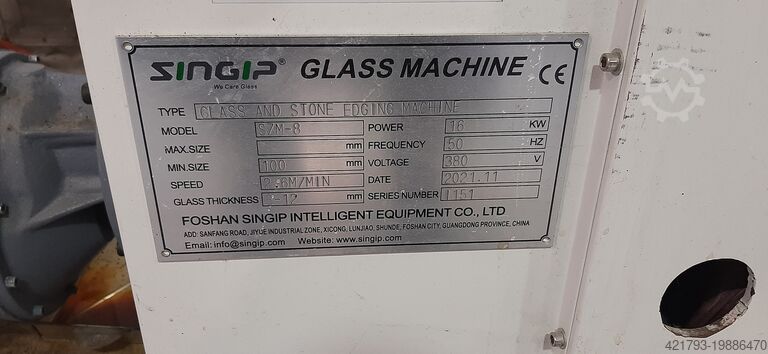 SINGIP® GLASS MACHINE CE
We Care Glass
TYPE GLASS AND STONE EDGING MACHINE
MODEL SZM-8 POWER 16 KW
MAX.SIZE mm FREQUENCY 50 HZ
MIN.SIZE 100 mm VOLTAGE 380 V
SPEED 2.6M/MIN DATE 2021.11
GLASS THICKNESS mm SERIES NUMBER 1151
FOSHAN SINGIP INTELLIGENT EQUIPMENT CO., LTD
ADD: SANFANG ROAD, JIYUE INDUSTRIAL ZONE, XICONG, LUNJIAO, SHUNDE, FOSHAN CITY, GUANGDONG PROVINCE, CHINA
Email: info@singip.com Website: www.singip.com
421793-19886470